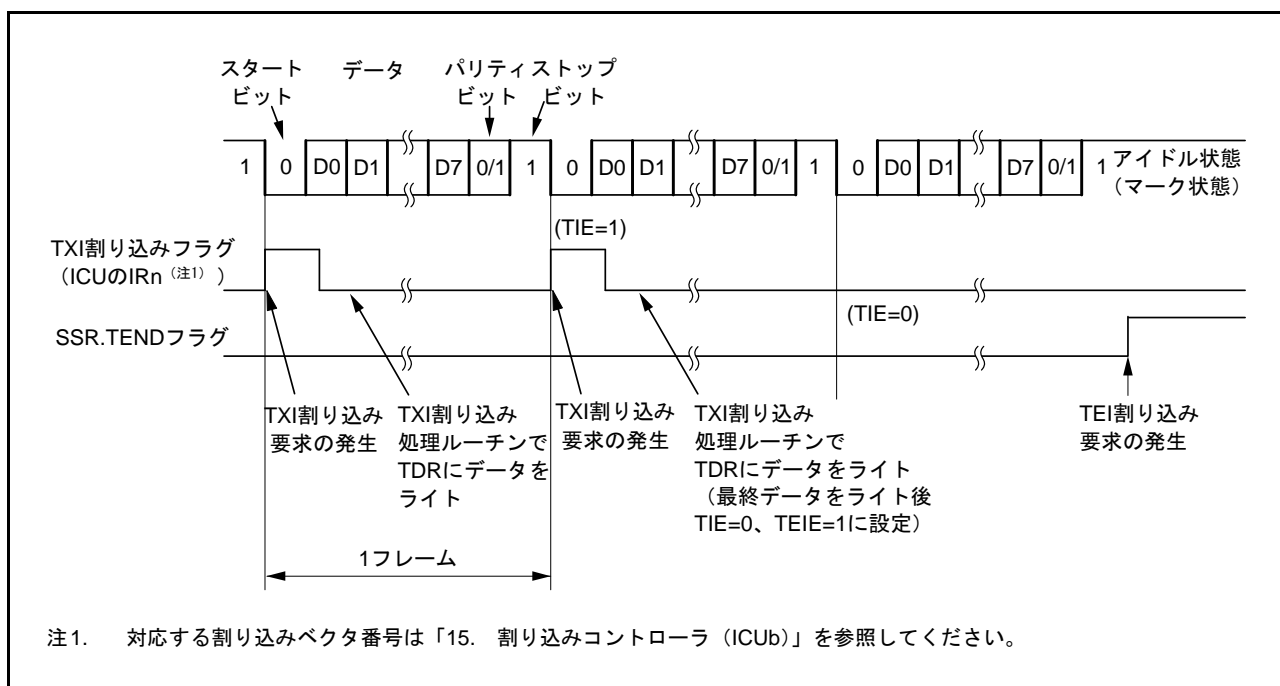 スタート
ビット
データ
パリティ
ビット
ストップ
ビット
1 0 D0 D1 D7 0/1 1 0 D0 D1 D7 0/1 1 0 D0 D1 D7 0/1 1
アイドル状態
（マーク状態）
TXI割り込みフラグ
（ICUのIRn（注1））
(TIE=1)
(TIE=0)
SSR.TENDフラグ
TXI割り込み
要求の発生
TXI割り込み
処理ルーチンで
TDRにデータを
ライト
TXI割り込み
要求の発生
TXI割り込み
処理ルーチンで
TDRにデータをライト
（最終データをライト後
TIE=0、TEIE=1に設定）
TEI割り込み
要求の発生
1フレーム
注1. 対応する割り込みベクタ番号は「15. 割り込みコントローラ（ICUb）」を参照してください。